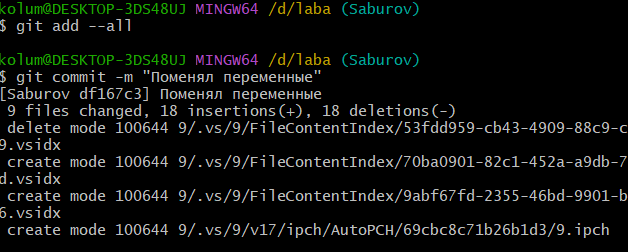 kolum@DESKTOP-3DS48UJ MINGW64 /d/laba (Saburov)
$ git add --all
kolum@DESKTOP-3DS48UJ MINGW64 /d/laba (Saburov)
$ git commit -m "Поменял переменные"
[Saburov df167c3] Поменял переменные
9 files changed, 18 insertions(+), 18 deletions(-)
delete mode 100644 9/.vs/9/FileContentIndex/53fdd959-cb43-4909-88c9-c
9.vsidx
create mode 100644 9/.vs/9/FileContentIndex/70ba0901-82c1-452a-a9db-7
d.vsidx
create mode 100644 9/.vs/9/FileContentIndex/9abf67fd-2355-46bd-9901-b
6.vsidx
create mode 100644 9/.vs/9/v17/ipch/AutoPCH/69cbc8c71b26b1d3/9.ipch